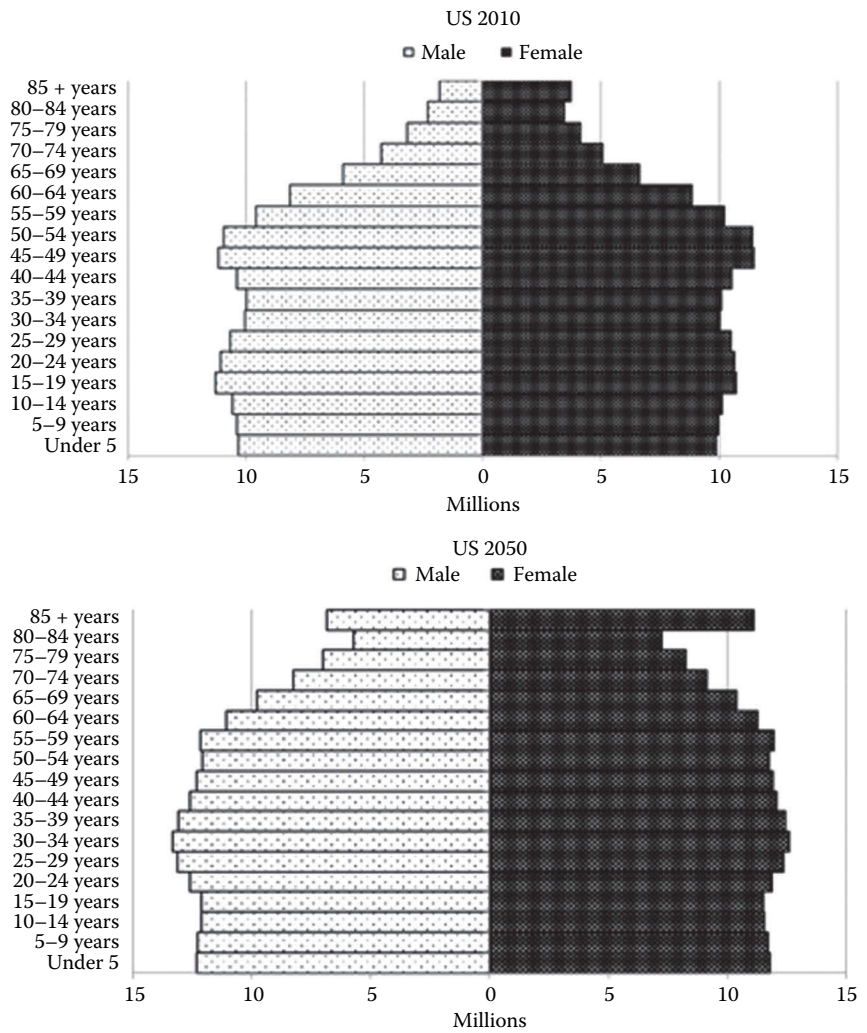 US 2010
Male Female
85 + years
80–84 years
75–79 years
70–74 years
65–69 years
60–64 years
55–59 years
50–54 years
45–49 years
40–44 years
35–39 years
30–34 years
25–29 years
20–24 years
15–19 years
10–14 years
5–9 years
Under 5
15 10 5 0 5 10 15
Millions
US 2050
Male Female
85 + years
80–84 years
75–79 years
70–74 years
65–69 years
60–64 years
55–59 years
50–54 years
45–49 years
40–44 years
35–39 years
30–34 years
25–29 years
20–24 years
15–19 years
10–14 years
5–9 years
Under 5
15 10 5 0 5 10 15
Millions